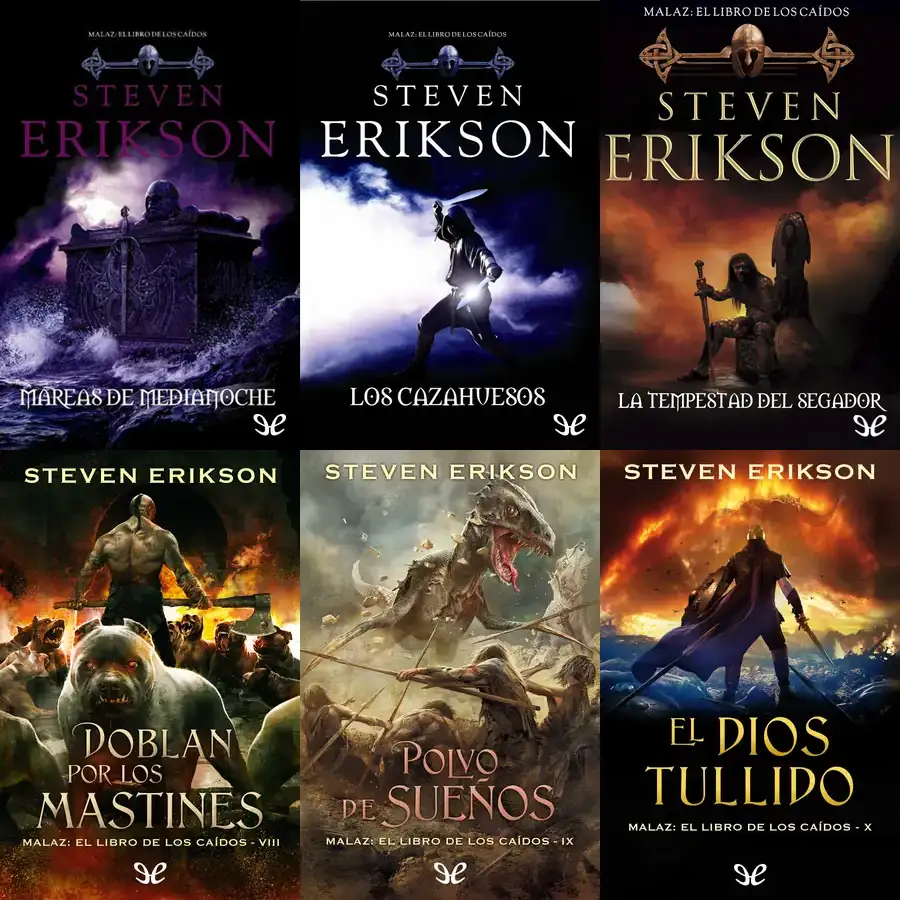 MALAZ: EL LIBRO DE LOS CAÍDOS
STEVEN
ERIKSON
MAREAS DE MEDIANOCHE
MALAZ: EL LIBRO DE LOS CAÍDOS
STEVEN
ERIKSON
LOS CAZAHUESOS
MALAZ: EL LIBRO DE LOS CAÍDOS
STEVEN
ERIKSON
LA TEMPESTAD DEL SEGADOR
STEVEN ERIKSON
DOBLAN
POR LOS
MASTINES
MALAZ: EL LIBRO DE LOS CAÍDOS - VIII
STEVEN ERIKSON
POLVO
DE SUEÑOS
MALAZ: EL LIBRO DE LOS CAÍDOS - IX
STEVEN ERIKSON
EL DIOS
TULLIDO
MALAZ: EL LIBRO DE LOS CAÍDOS - X